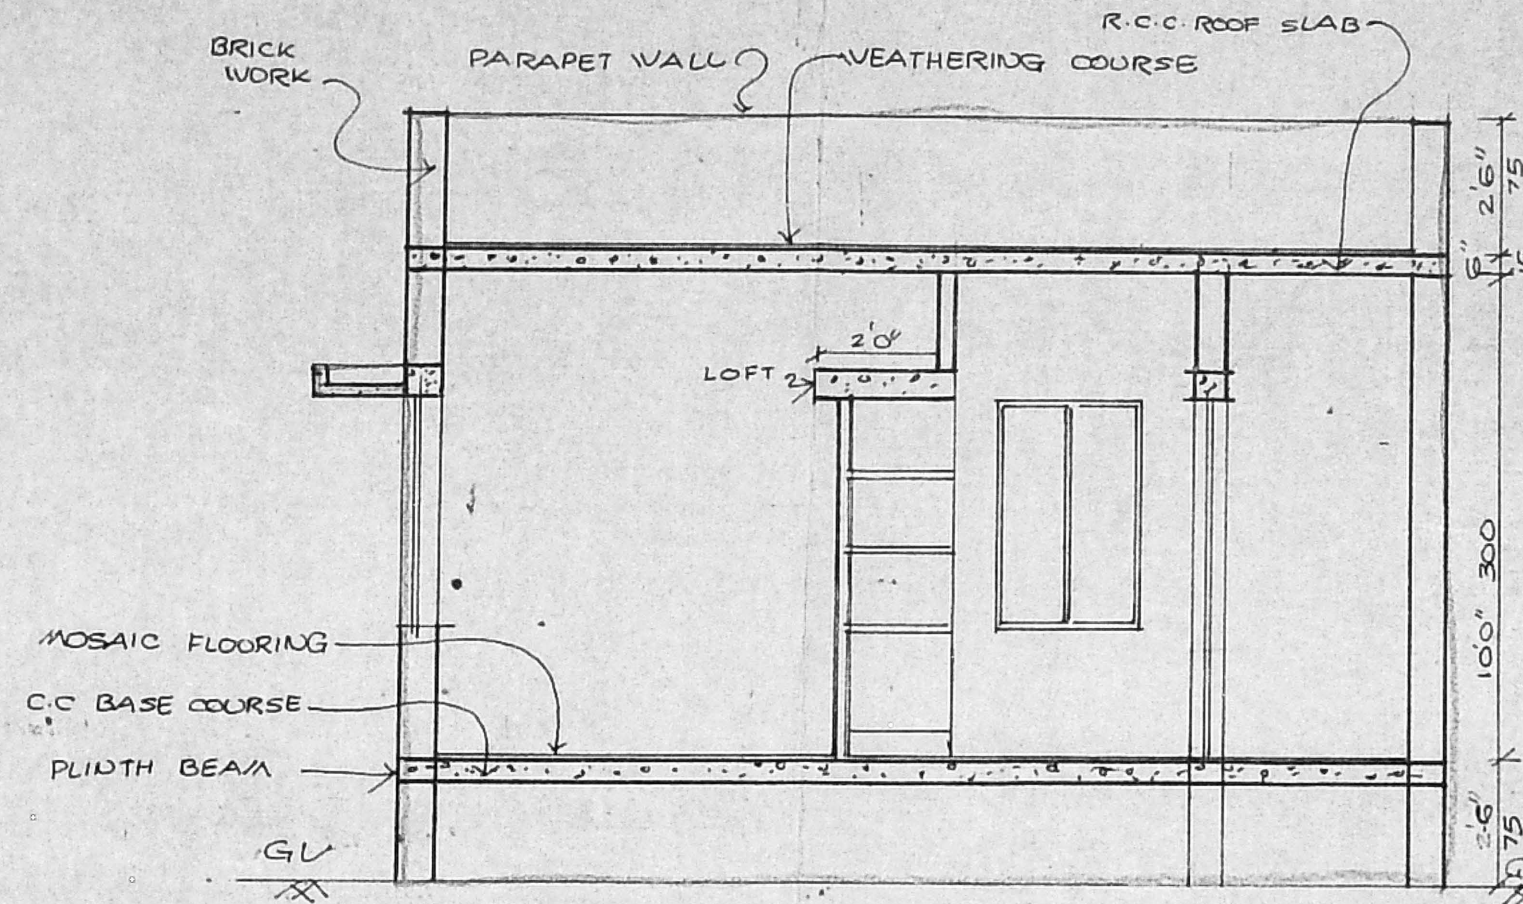 R.C.C. ROOF SLAB
BRICK
WORK
PARAPET WALL
WEATHERING COURSE
2'6"
75
6"
2'0"
LOFT
10'0" 300
MOSAIC FLOORING
C.C BASE COURSE
PLINTH BEAM
2'6"
75
GL